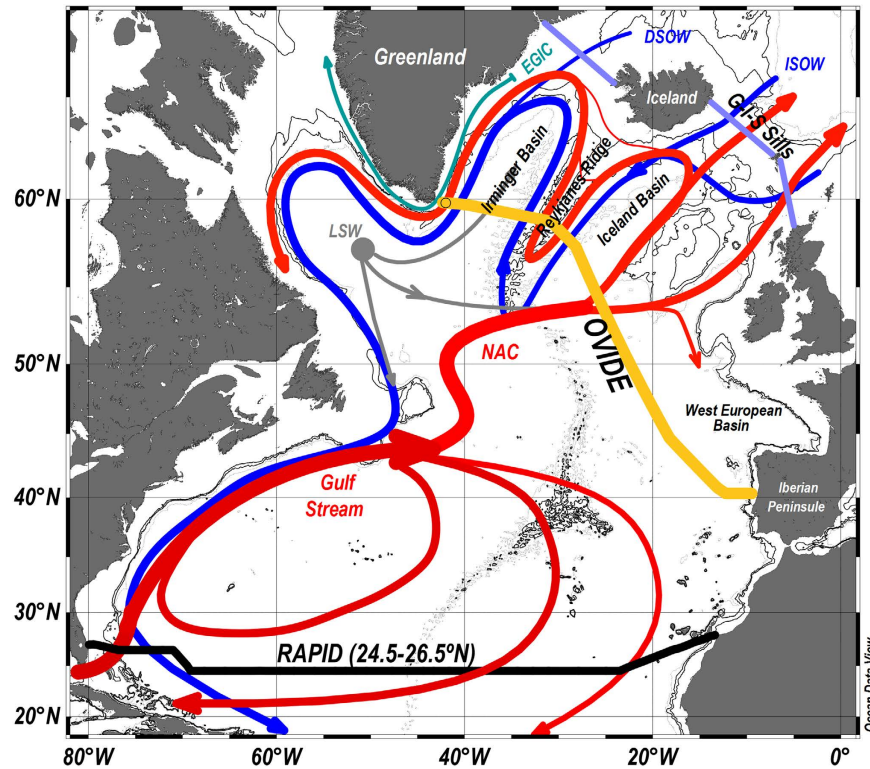 Greenland
EGIC
DSOW
ISOW
Iceland
G-I-S Sills
60°N
Irminger Basin
Reykjanes Ridge
Iceland Basin
LSW
50°N
NAC
OVIDE
West European
Basin
40°N
Gulf
Stream
Iberian
Peninsule
30°N
RAPID (24.5-26.5ºN)
20°N
80°W
60°W
40°W
20°W
0°
Ocean Data View